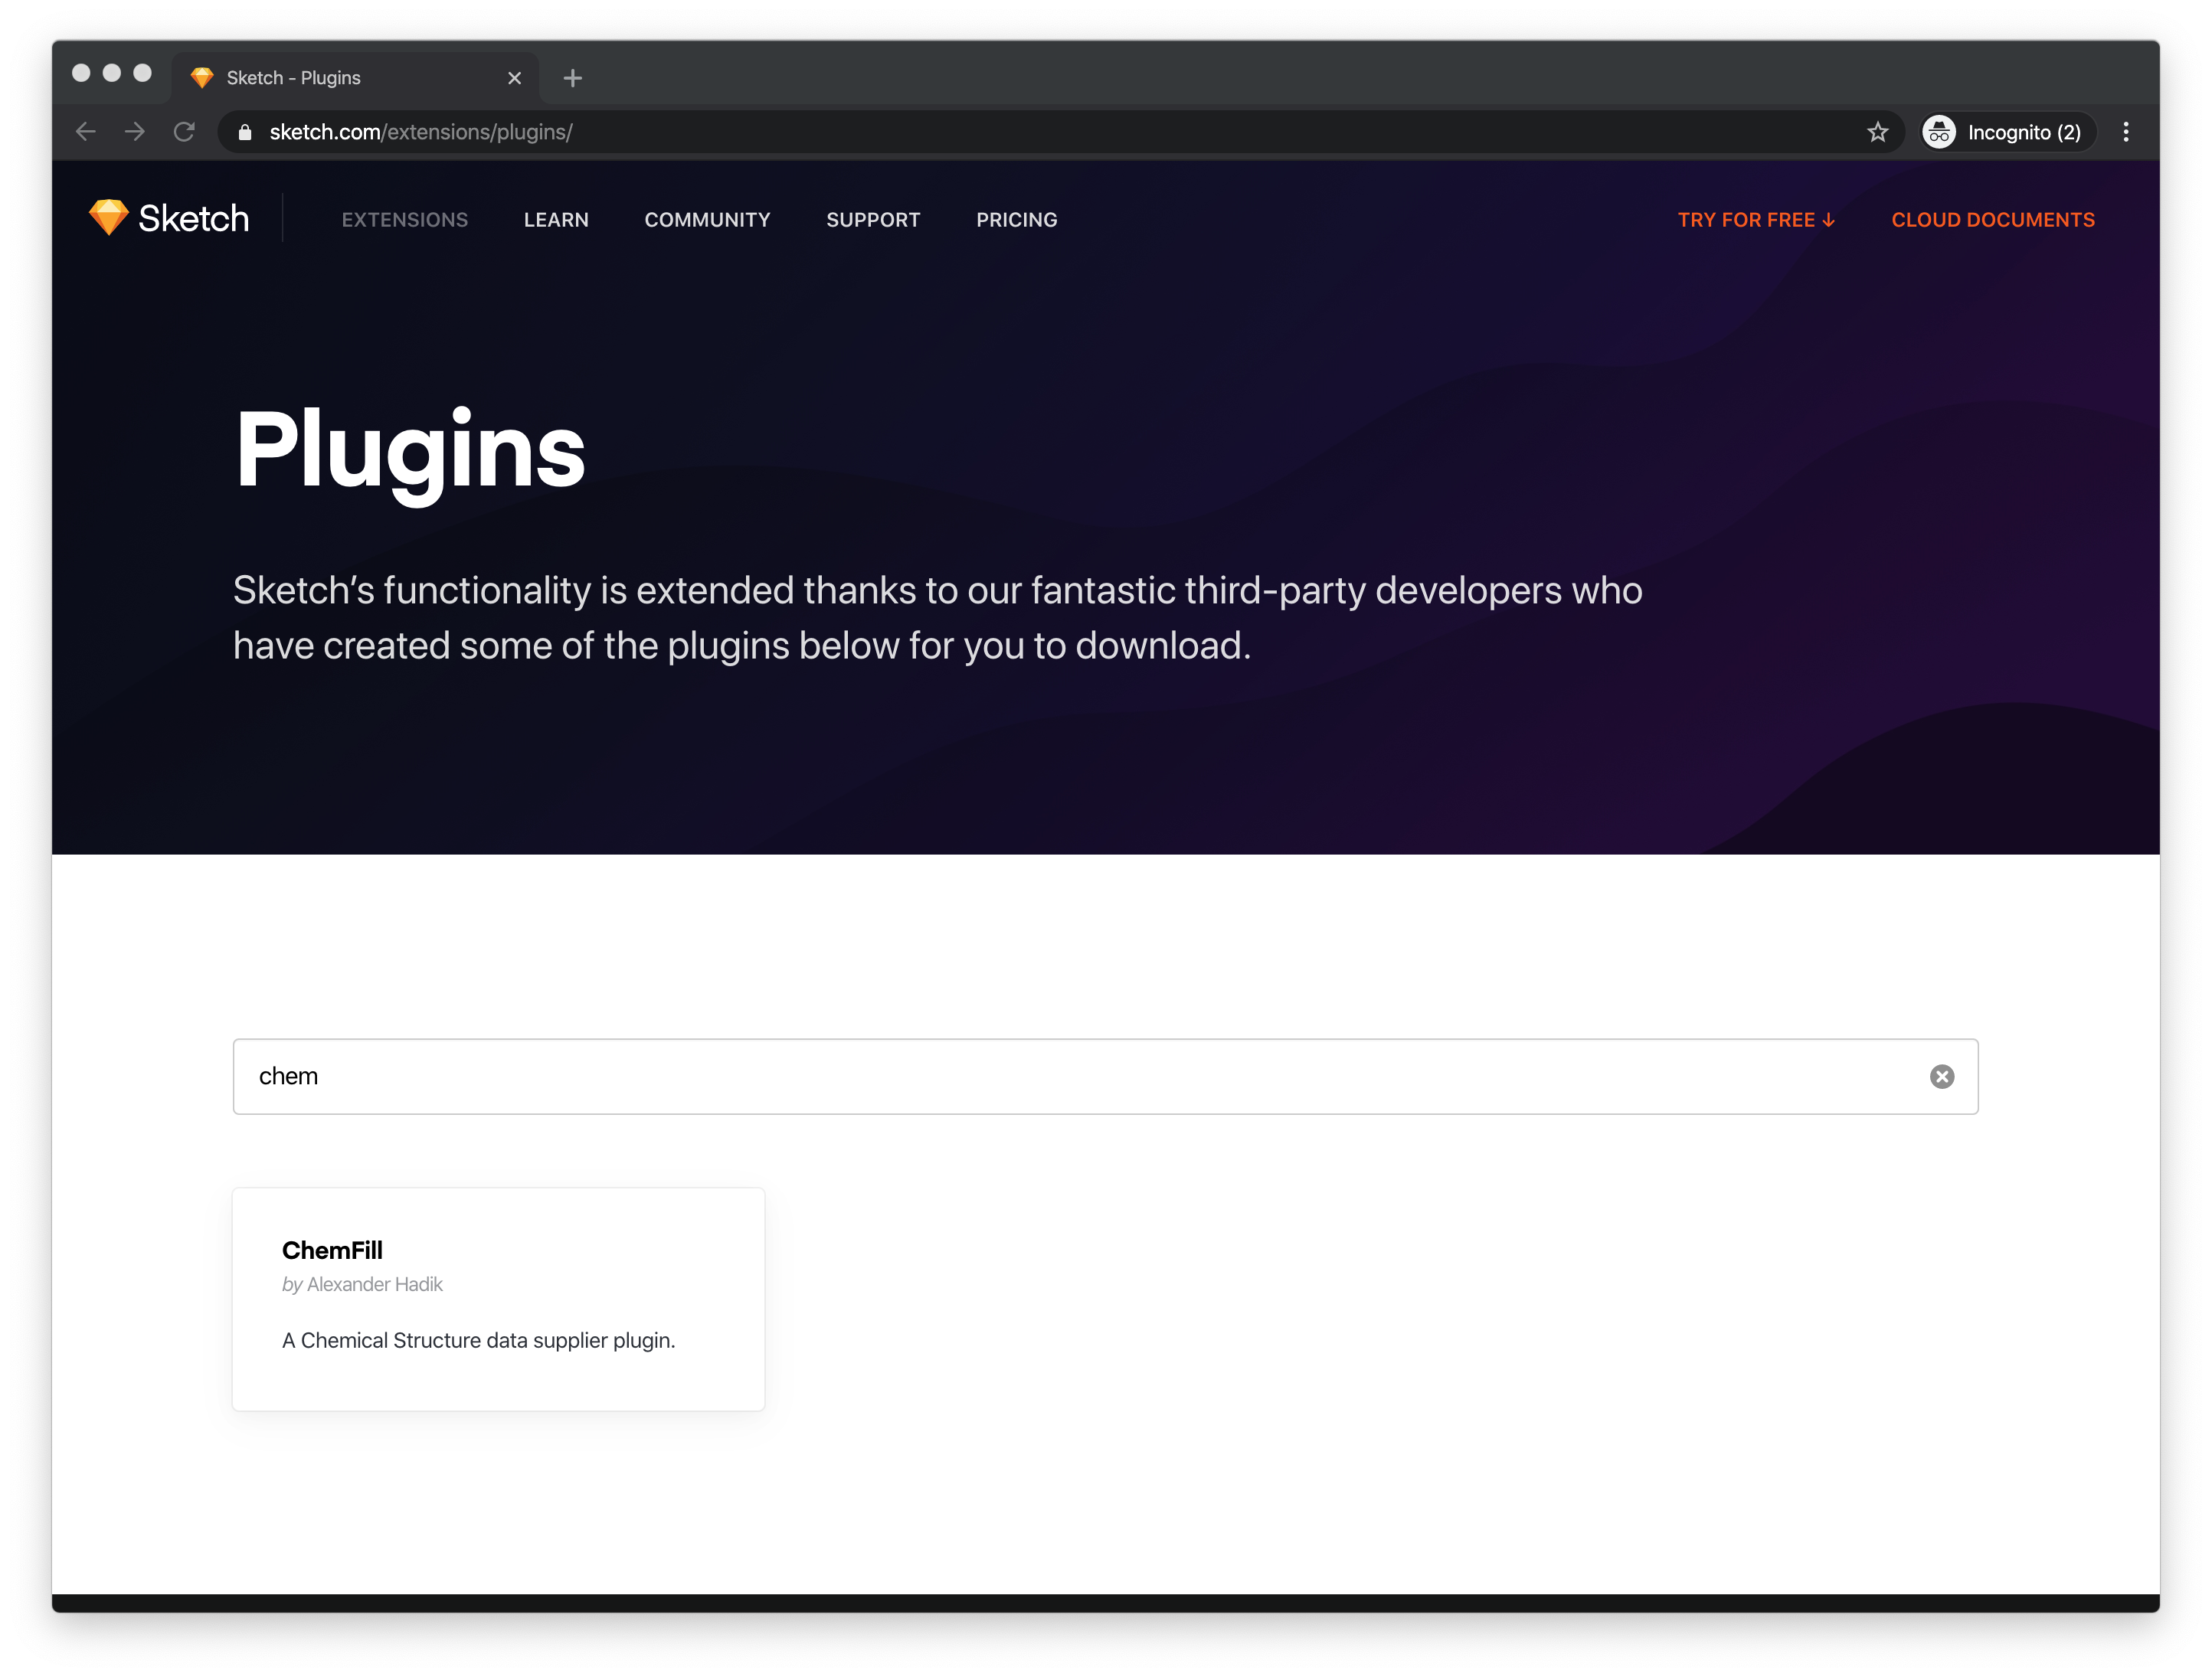 Sketch - Plugins
sketch.com/extensions/plugins/
Incognito (2)
Sketch
EXTENSIONS
LEARN
COMMUNITY
SUPPORT
PRICING
TRY FOR FREE ↓
CLOUD DOCUMENTS
Plugins
Sketch’s functionality is extended thanks to our fantastic third-party developers who
have created some of the plugins below for you to download.
chem
ChemFill
by Alexander Hadik
A Chemical Structure data supplier plugin.